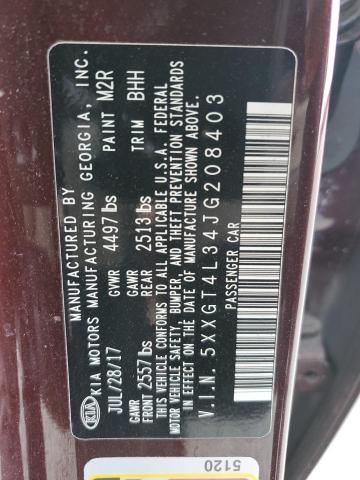 MANUFACTURED BY
KIA KIA MOTORS MANUFACTURING GEORGIA, INC.
JUL/28/17 GVWR 4497 lbs PAINT M2R
GAWR FRONT 2557 lbs GAWR REAR 2513 lbs TRIM BHH
THIS VEHICLE CONFORMS TO ALL APPLICABLE U.S.A. FEDERAL
MOTOR VEHICLE SAFETY, BUMPER, AND THEFT PREVENTION STANDARDS
IN EFFECT ON THE DATE OF MANUFACTURE SHOWN ABOVE.
V.I.N. 5XXGT4L34JG208403
PASSENGER CAR
5120